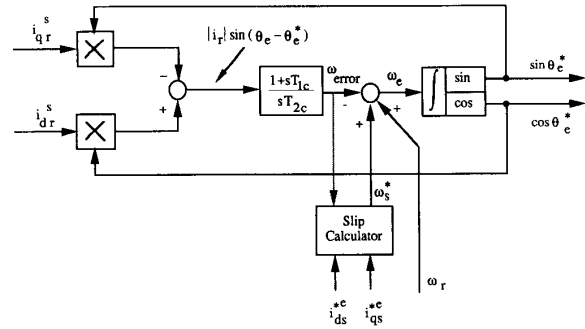 i_qr^s
i_dr^s
|i_r| sin(θ_e − θ_e^*)
−
+
1+sT_1c
sT_2c
ω_error
-
+
+
ω_e
∫
sin
cos
sin θ_e^*
cos θ_e^*
ω_s^*
Slip
Calculator
ω_r
i_ds^*e
i_qs^*e